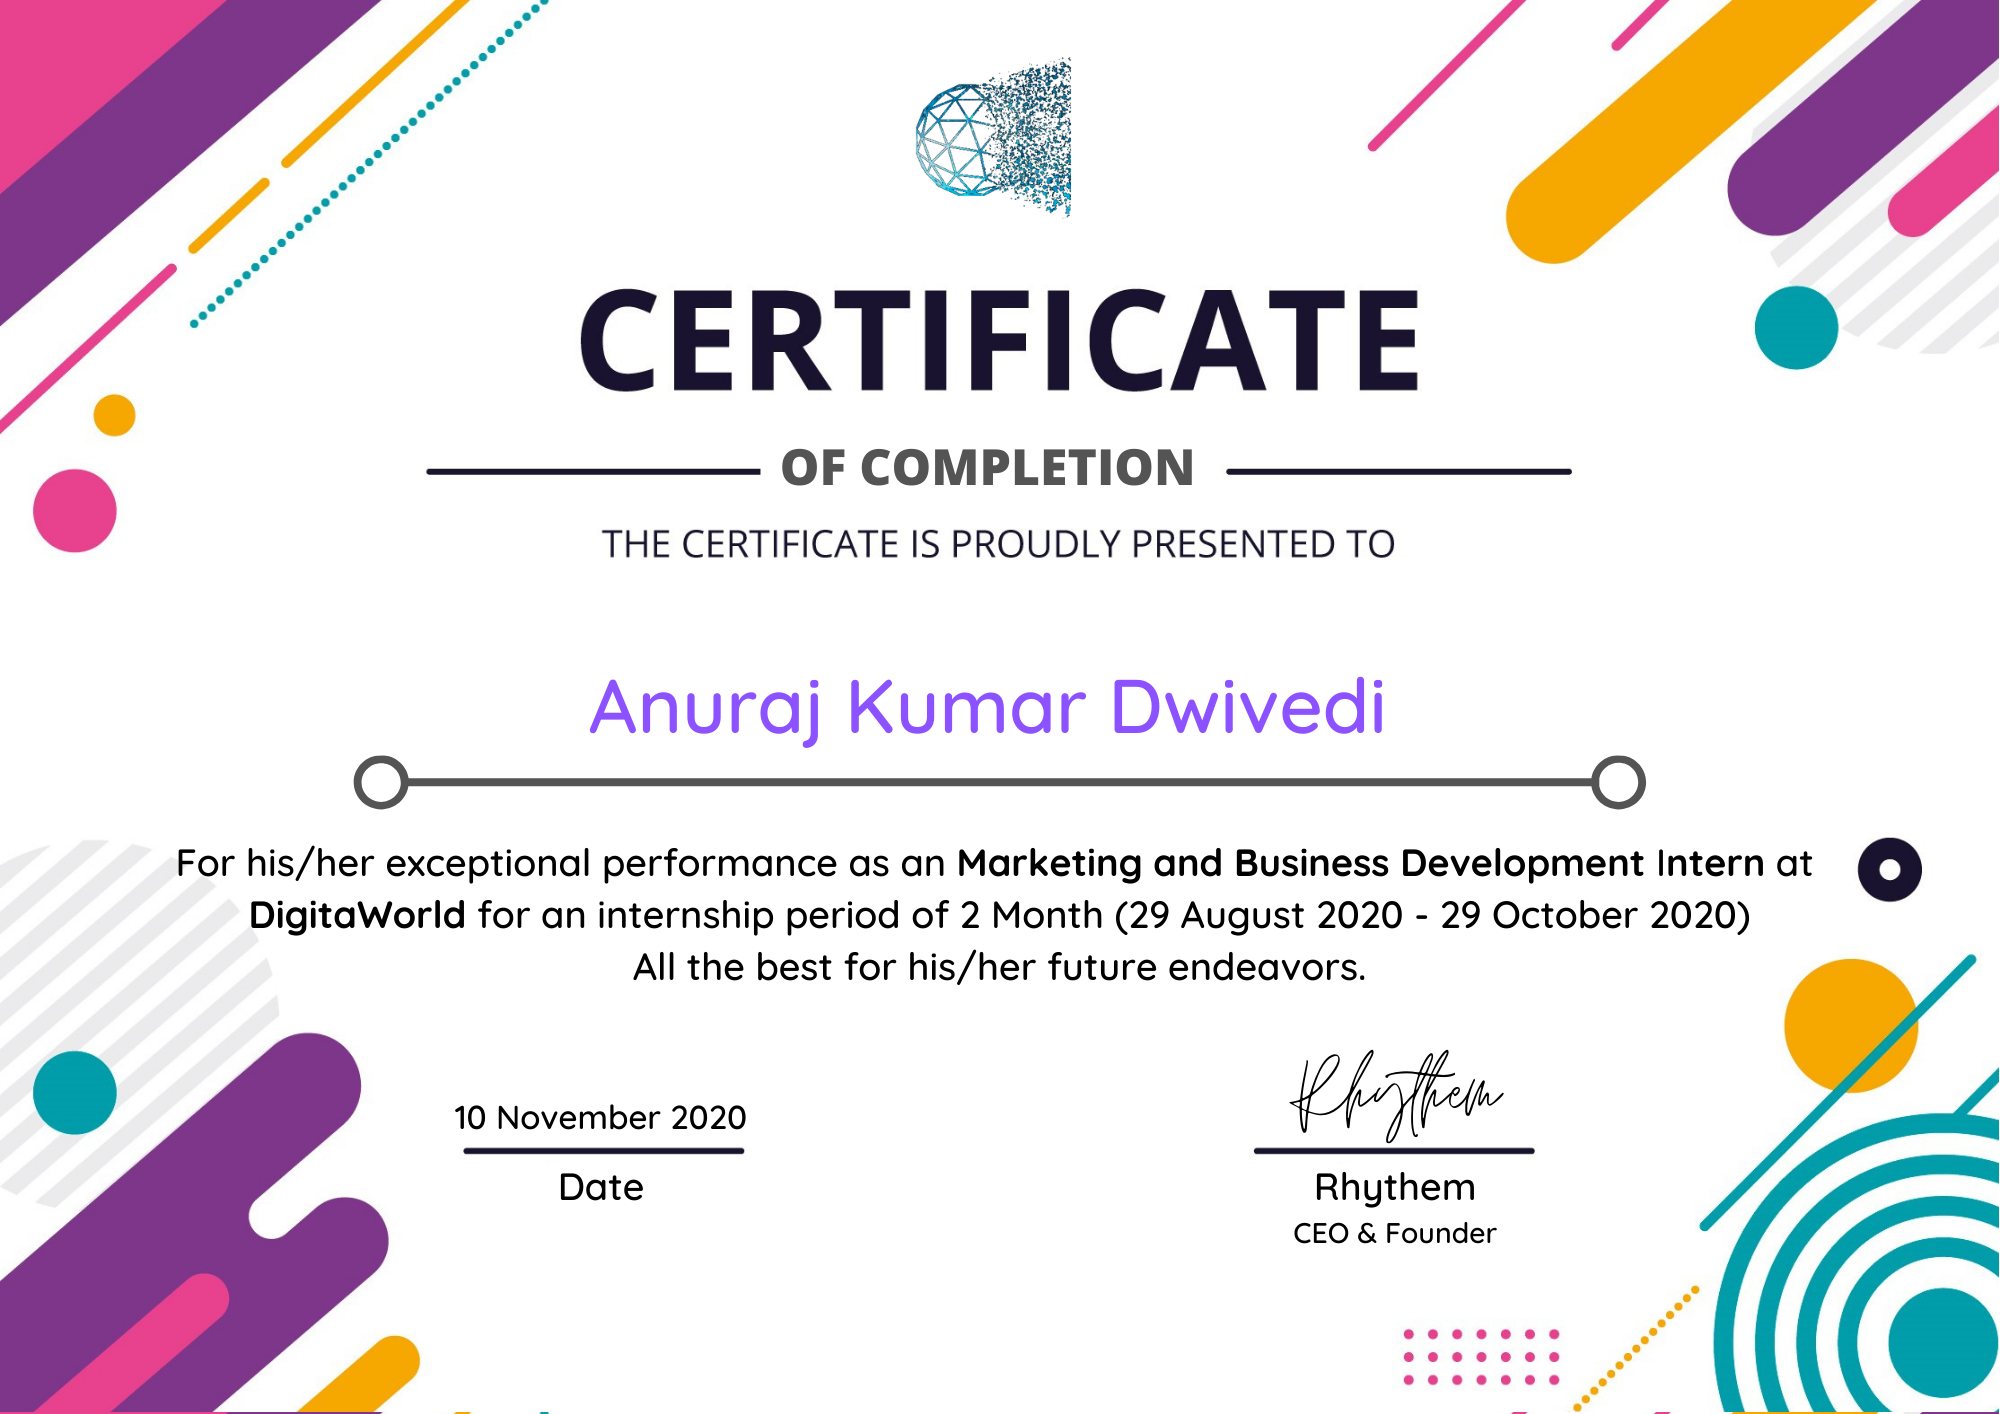 CERTIFICATE
OF COMPLETION
THE CERTIFICATE IS PROUDLY PRESENTED TO
Anuraj Kumar Dwivedi
For his/her exceptional performance as an Marketing and Business Development Intern at
DigitaWorld for an internship period of 2 Month (29 August 2020 - 29 October 2020)
All the best for his/her future endeavors.
10 November 2020
Date
Rhythem
Rhythem
CEO & Founder